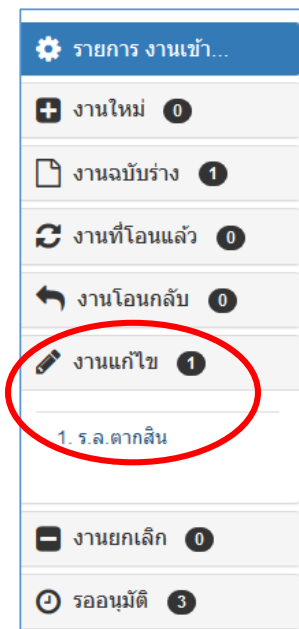 รายการ งานเข้า...
งานใหม่ 0
งานฉบับร่าง 1
งานที่โอนแล้ว 0
งานโอนกลับ 0
งานแก้ไข 1
1. ร.ล.ตากสิน
งานยกเลิก 0
รออนุมัติ 3